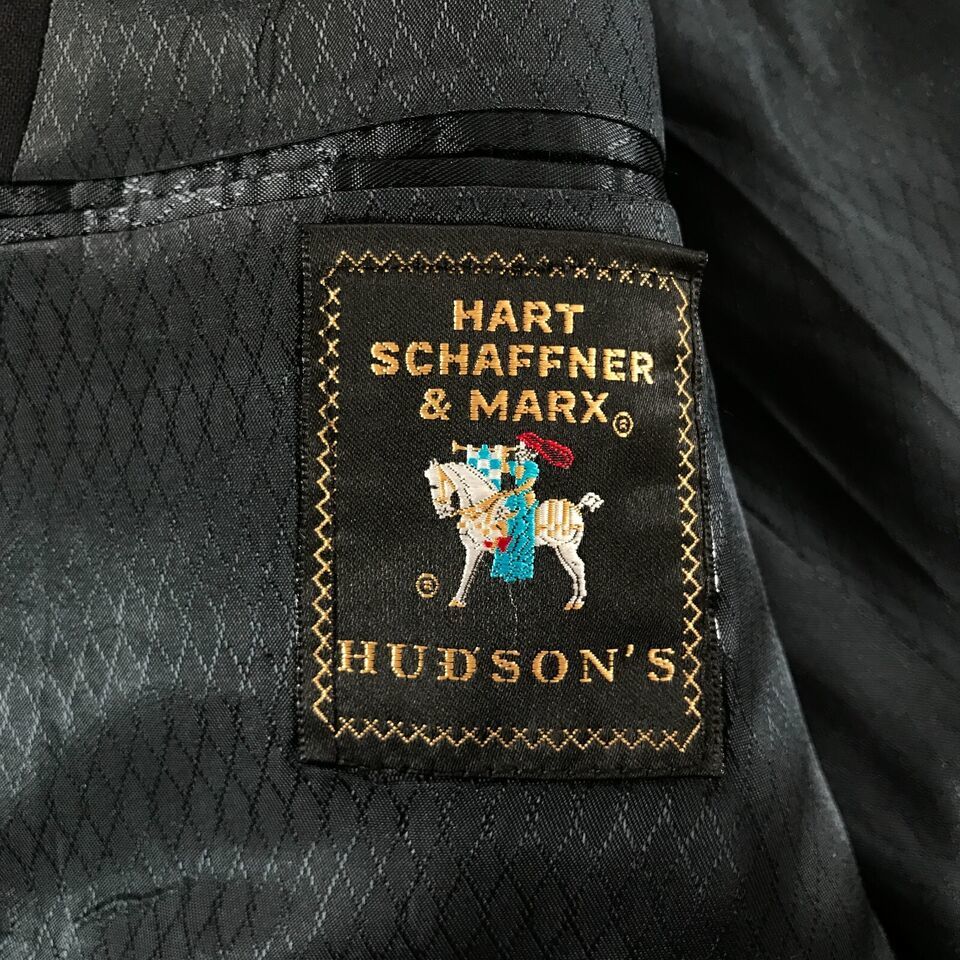 HART
SCHAFFNER
& MARX®
®
HUDSON'S